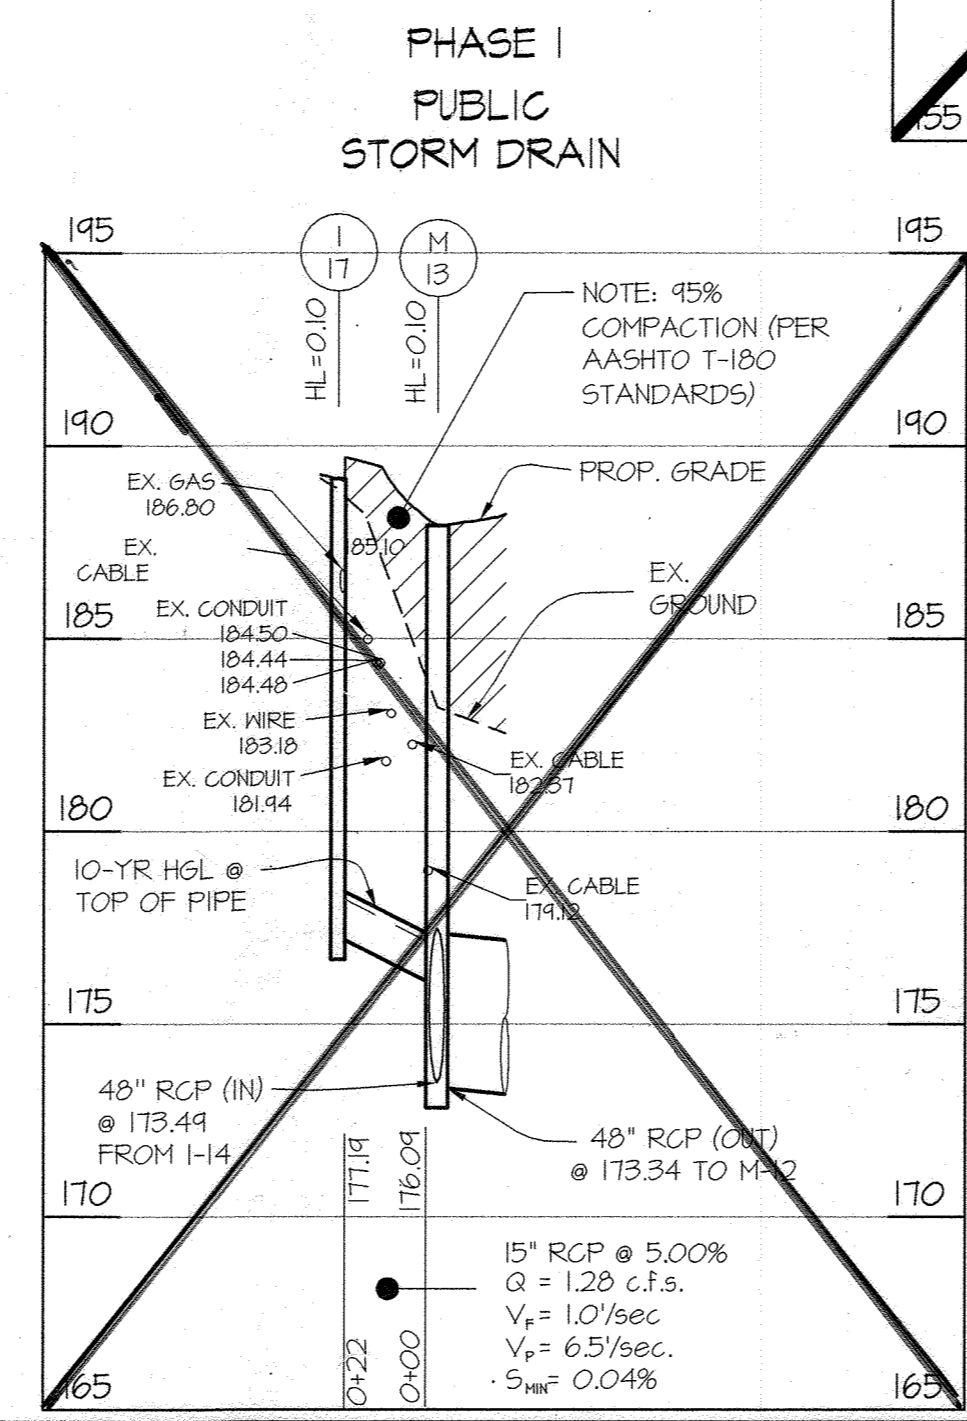 PHASE I
PUBLIC
STORM DRAIN
155
195
195
I
17
M
13
HL=0.10
HL=0.10
NOTE: 95%
COMPACTION (PER
AASHTO T-180
STANDARDS)
190
190
PROP. GRADE
EX. GAS
186.80
185.10
EX.
CABLE
EX.
GROUND
185
185
EX. CONDUIT
184.50
184.44
184.48
EX. WIRE
183.18
EX. CONDUIT
181.94
EX. CABLE
182.37
180
180
10-YR HGL @
TOP OF PIPE
EX. CABLE
179.12
175
175
48" RCP (IN)
@ 173.49
FROM I-14
48" RCP (OUT)
@ 173.34 TO M-12
177.19
176.09
170
170
15" RCP @ 5.00%
Q = 1.28 c.f.s.
VF= 1.0'/sec
VP= 6.5'/sec.
SMIN= 0.04%
0+22
0+00
165
165